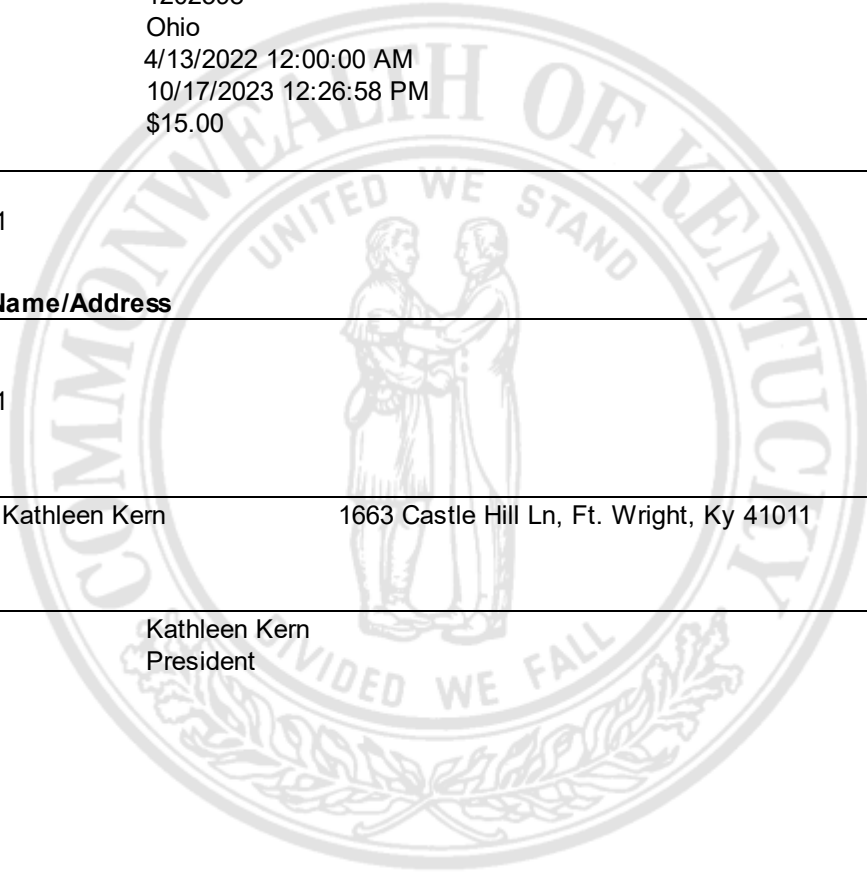 Ohio
4/13/2022 12:00:00 AM
10/17/2023 12:26:58 PM
$15.00
1
Name/Address
1
Kathleen Kern 1663 Castle Hill Ln, Ft. Wright, Ky 41011
Kathleen Kern
President
COMMONWEALTH OF KENTUCKY
UNITED WE STAND
DIVIDED WE FALL